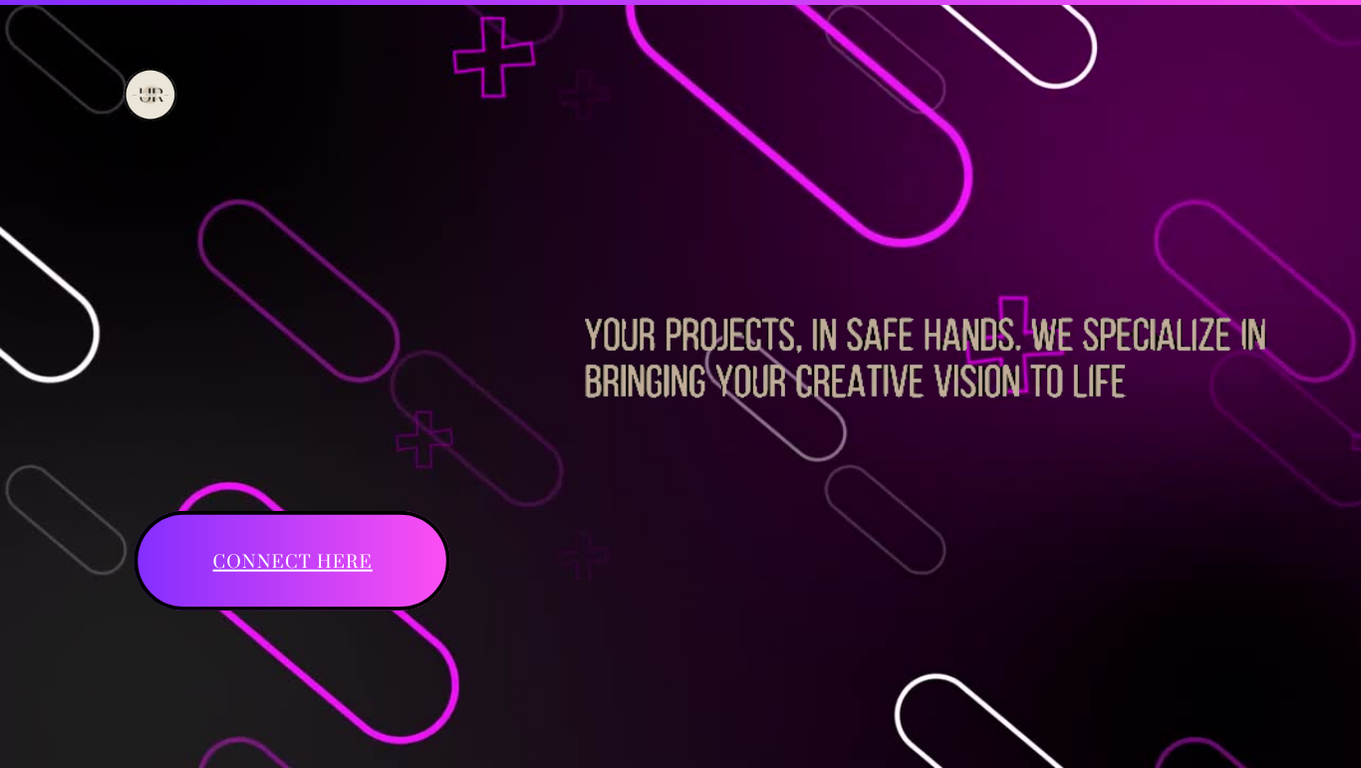 UR
YOUR PROJECTS, IN SAFE HANDS. WE SPECIALIZE IN
BRINGING YOUR CREATIVE VISION TO LIFE
CONNECT HERE